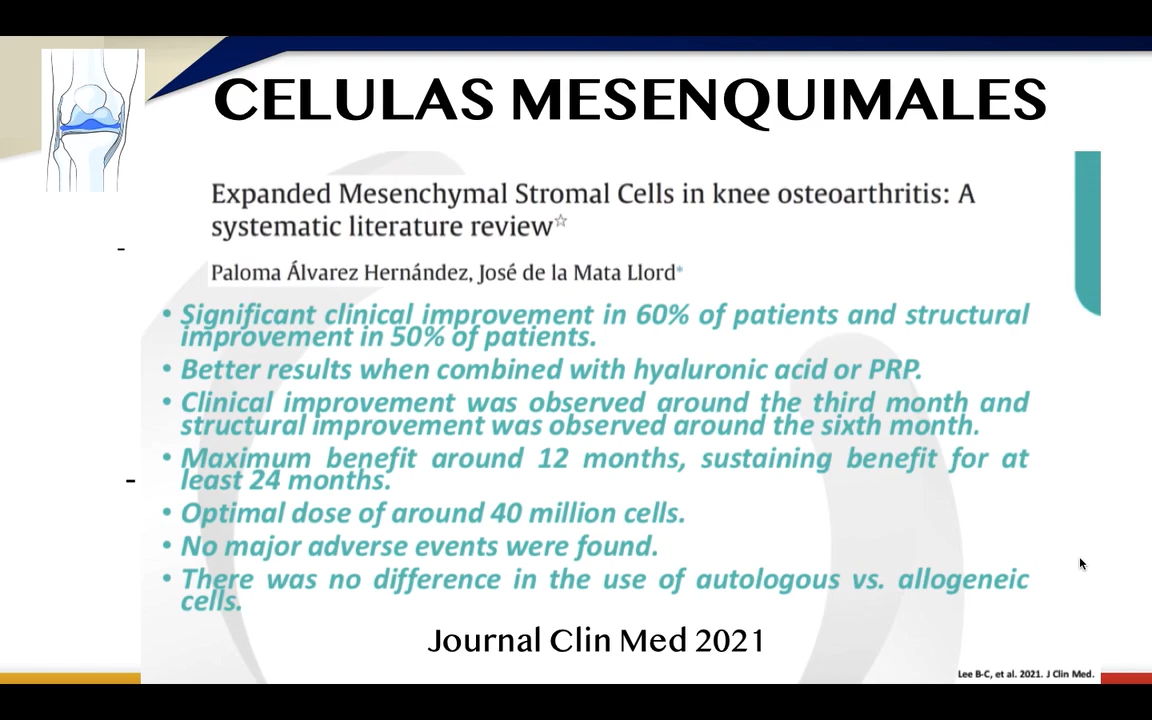 CELULAS MESENQUIMALES
Expanded Mesenchymal Stromal Cells in knee osteoarthritis: A
systematic literature review☆
Paloma Álvarez Hernández, José de la Mata Llord*
• Significant clinical improvement in 60% of patients and structural
improvement in 50% of patients.
• Better results when combined with hyaluronic acid or PRP.
• Clinical improvement was observed around the third month and
structural improvement was observed around the sixth month.
• Maximum benefit around 12 months, sustaining benefit for at
least 24 months.
• Optimal dose of around 40 million cells.
• No major adverse events were found.
• There was no difference in the use of autologous vs. allogeneic
cells.
Journal Clin Med 2021
Lee B-C, et al. 2021. J Clin Med.